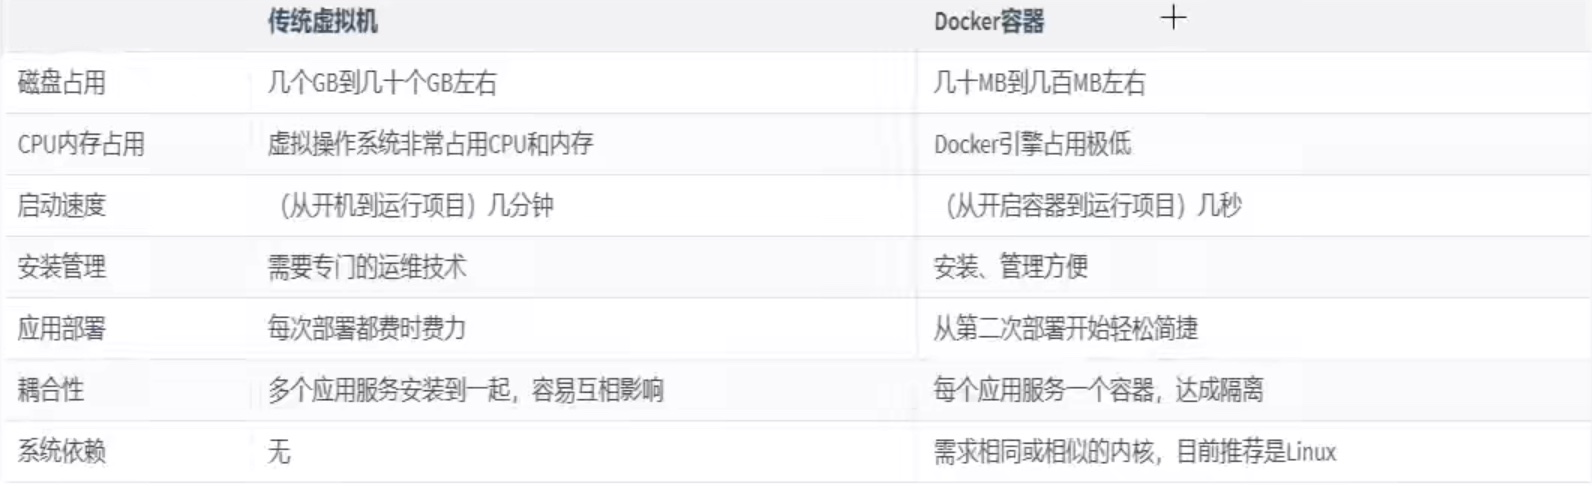 传统虚拟机 Docker容器
磁盘占用 几个GB到几十个GB左右 几十MB到几百MB左右
CPU内存占用 虚拟操作系统非常占用CPU和内存 Docker引擎占用极低
启动速度 （从开机到运行项目）几分钟 （从开启容器到运行项目）几秒
安装管理 需要专门的运维技术 安装、管理方便
应用部署 每次部署都费时费力 从第二次部署开始轻松简捷
耦合性 多个应用服务安装到一起，容易互相影响 每个应用服务一个容器，达成隔离
系统依赖 无 需求相同或相似的内核，目前推荐是Linux